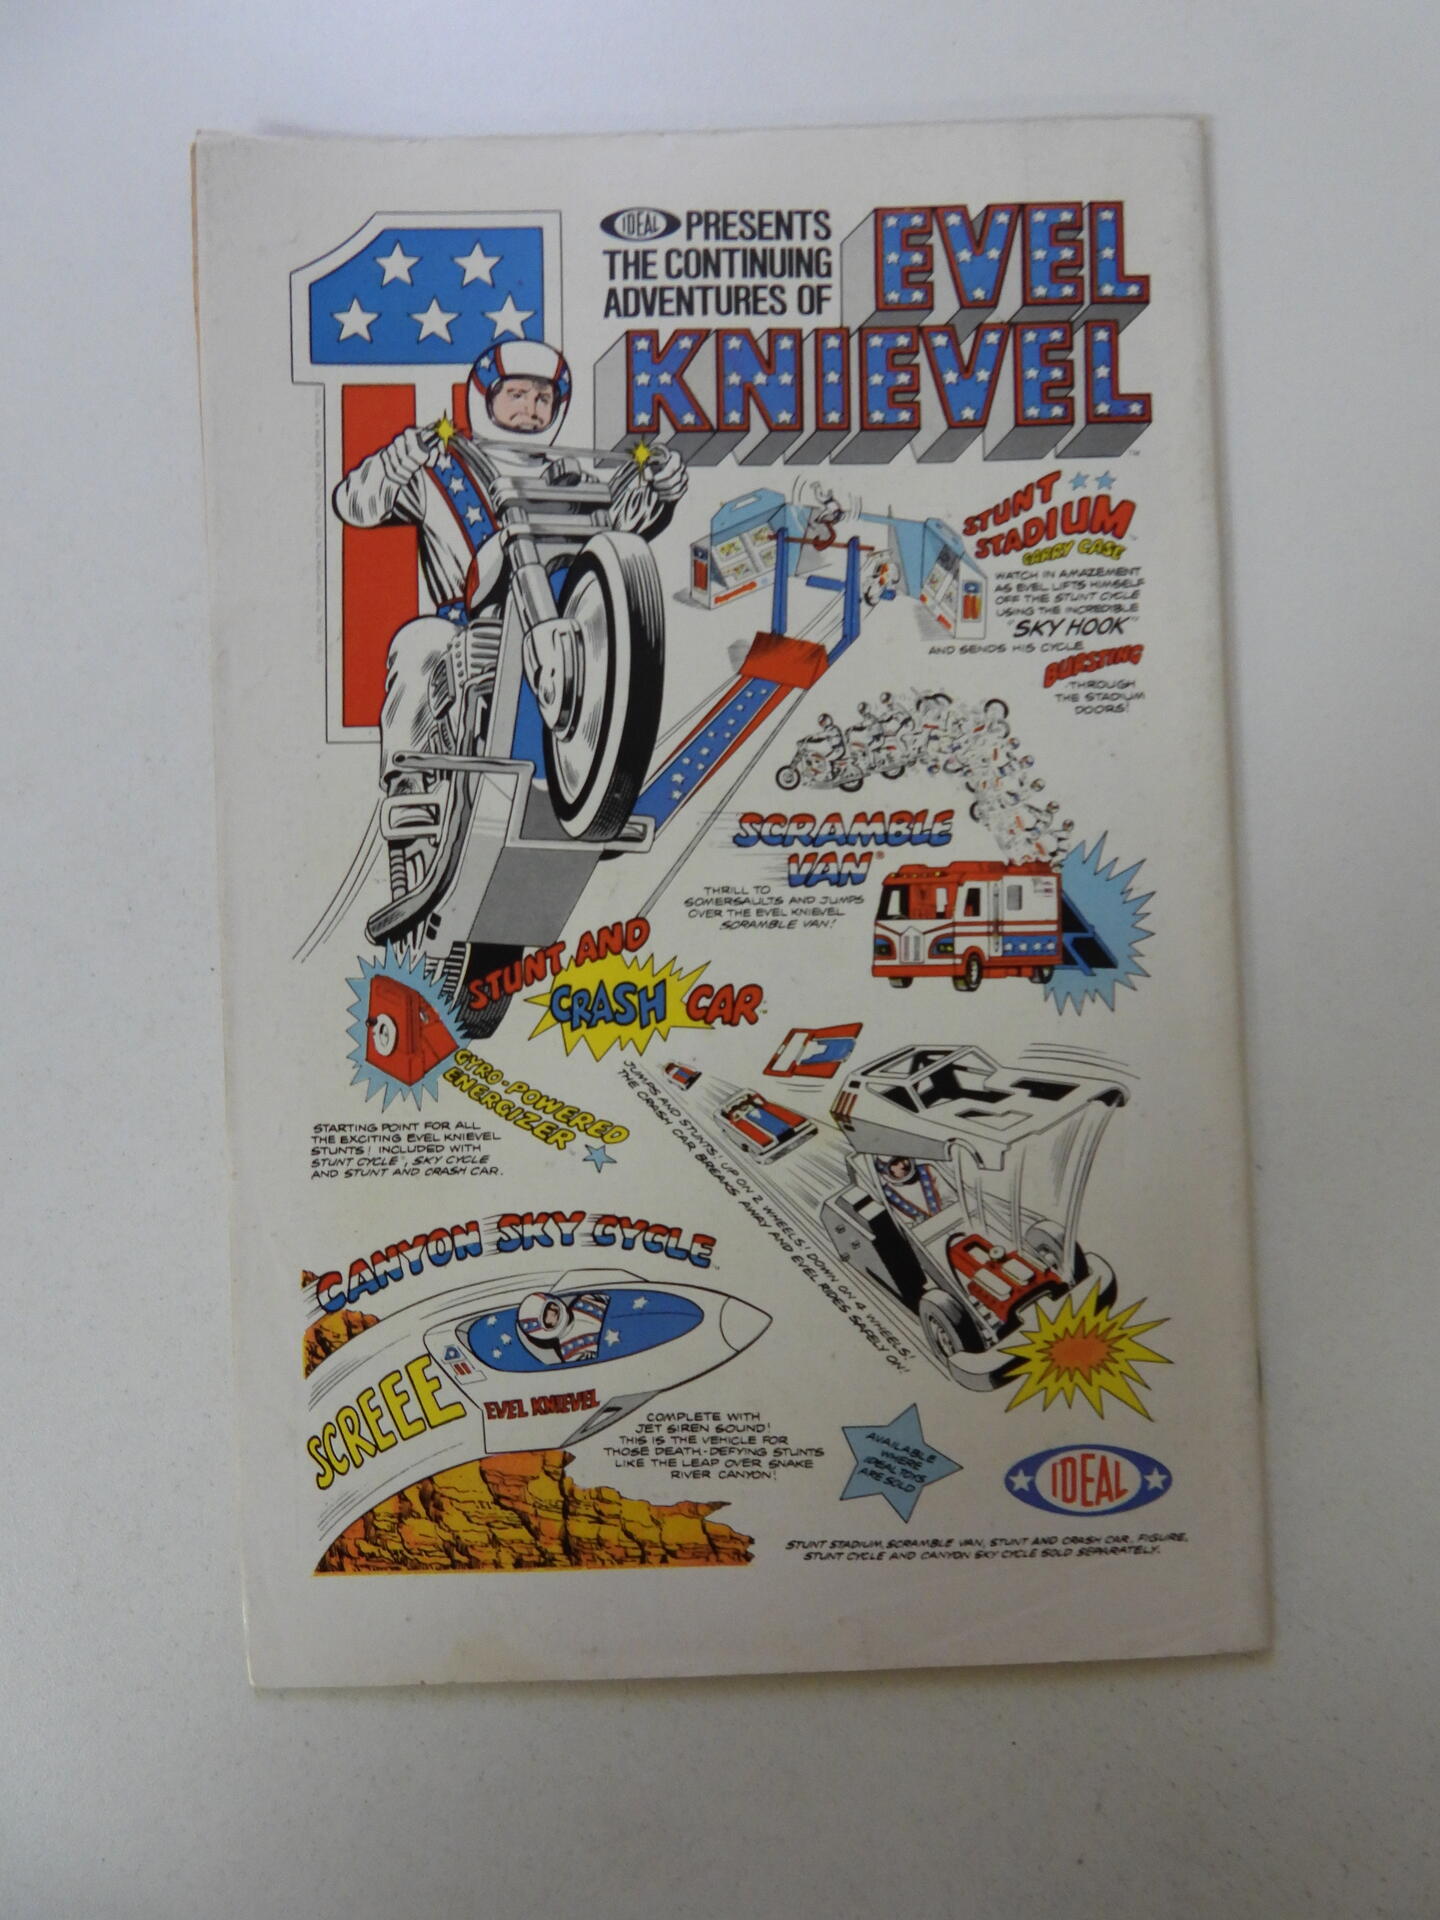 IDEAL PRESENTS
THE CONTINUING
ADVENTURES OF
EVEL
KNIEVEL
TM
STUNT
STADIUM
CARRY CASE
WATCH IN AMAZEMENT
AS EVEL LIFTS HIMSELF
OFF THE STUNT CYCLE
USING THE INCREDIBLE
"SKY HOOK"
AND SENDS HIS CYCLE
BURSTING
THROUGH
THE STADIUM
DOORS!
SCRAMBLE
VAN®
THRILL TO
SOMERSAULTS AND JUMPS
OVER THE EVEL KNIEVEL
SCRAMBLE VAN!
STUNT AND
CRASH CAR
GYRO-POWERED
ENERGIZER
STARTING POINT FOR ALL
THE EXCITING EVEL KNIEVEL
STUNTS! INCLUDED WITH
STUNT CYCLE, SKY CYCLE
AND STUNT AND CRASH CAR.
JUMPS AND STUNTS! UP ON 2 WHEELS! DOWN ON 4 WHEELS!
THE CRASH CAR BREAKS AWAY AND EVEL RIDES SAFELY ON!
CANYON SKY CYCLE
SCREEE
EVEL KNIEVEL
COMPLETE WITH
JET SIREN SOUND!
THIS IS THE VEHICLE FOR
THOSE DEATH-DEFYING STUNTS
LIKE THE LEAP OVER SNAKE
RIVER CANYON!
AVAILABLE
WHERE
IDEAL TOYS
ARE SOLD
IDEAL
STUNT STADIUM, SCRAMBLE VAN, STUNT AND CRASH CAR, FIGURE,
STUNT CYCLE AND CANYON SKY CYCLE SOLD SEPARATELY.